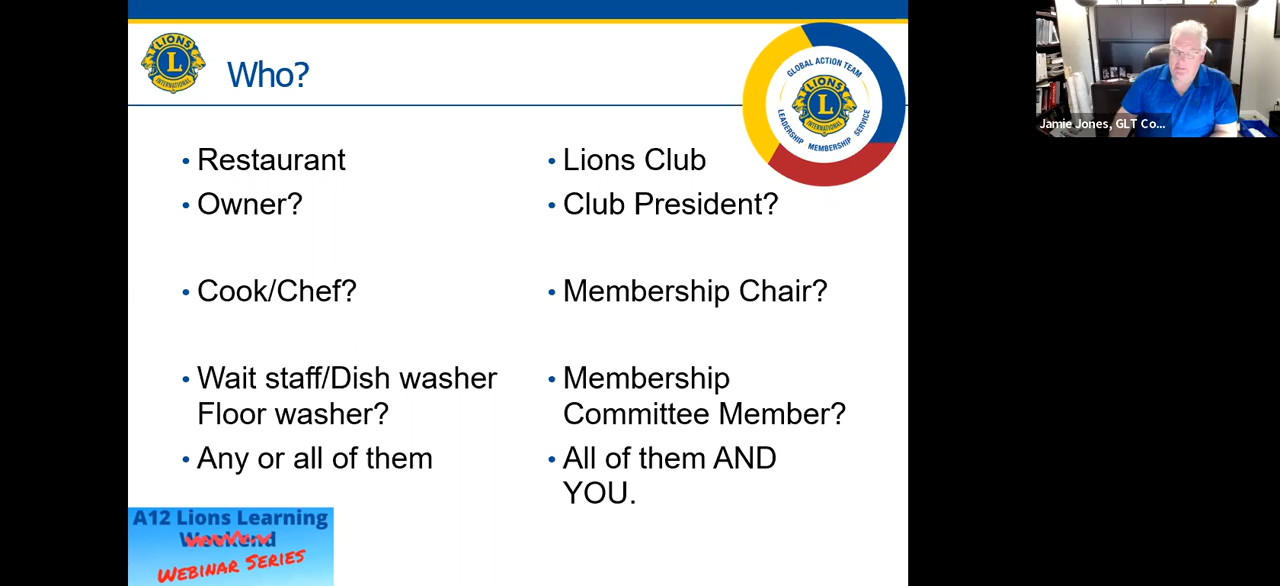 LIONS
L
INTERNATIONAL
Who?
GLOBAL ACTION TEAM
LIONS
L
INTERNATIONAL
LEADERSHIP MEMBERSHIP SERVICE
Jamie Jones, GLT Co...
• Restaurant
• Owner?
• Cook/Chef?
• Wait staff/Dish washer
Floor washer?
• Any or all of them
• Lions Club
• Club President?
• Membership Chair?
• Membership
Committee Member?
• All of them AND
YOU.
A12 Lions Learning
Weekend
WEBINAR SERIES